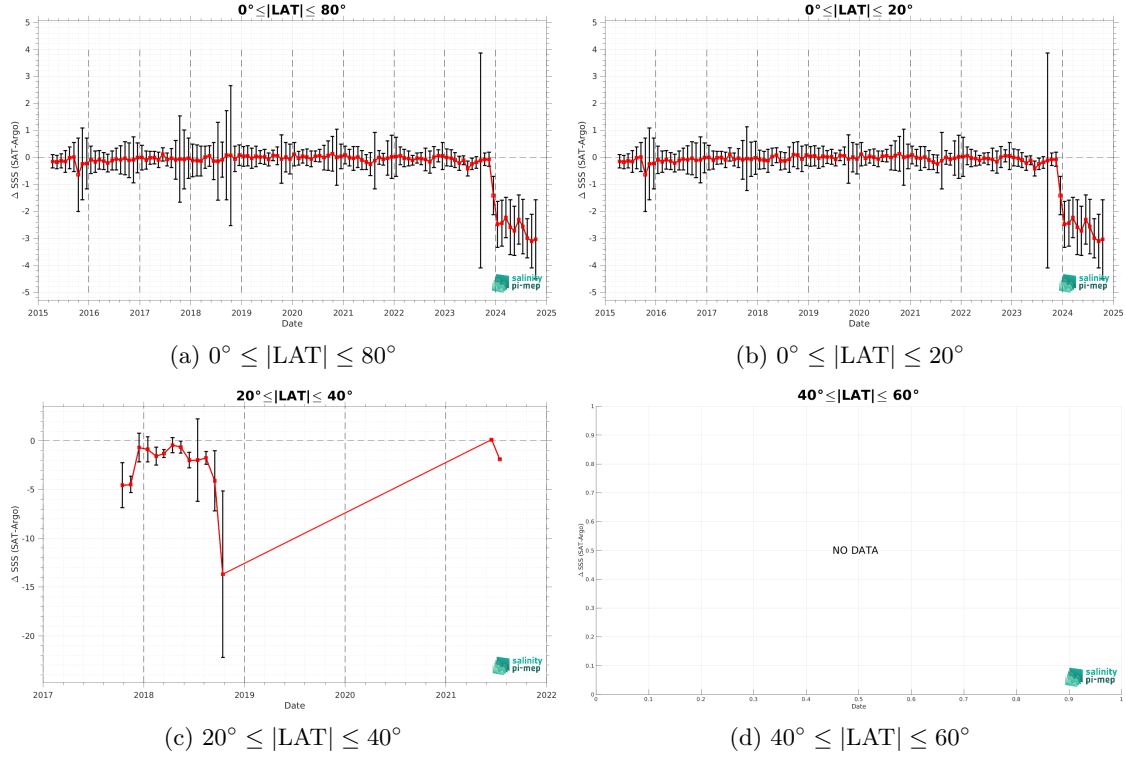 0°≤|LAT|≤ 80°
5
4
3
2
1
0
-1
-2
-3
-4
-5
Δ SSS (SAT-Argo)
2015 2016 2017 2018 2019 2020 2021 2022 2023 2024 2025
Date
salinity
pi-mep
(a) 0° ≤ |LAT| ≤ 80°
0°≤|LAT|≤ 20°
5
4
3
2
1
0
-1
-2
-3
-4
-5
Δ SSS (SAT-Argo)
2015 2016 2017 2018 2019 2020 2021 2022 2023 2024 2025
Date
salinity
pi-mep
(b) 0° ≤ |LAT| ≤ 20°
20°≤|LAT|≤ 40°
0
-5
-10
-15
-20
Δ SSS (SAT-Argo)
2017 2018 2019 2020 2021 2022
Date
salinity
pi-mep
(c) 20° ≤ |LAT| ≤ 40°
40°≤|LAT|≤ 60°
1
0.9
0.8
0.7
0.6
0.5
0.4
0.3
0.2
0.1
0
Δ SSS (SAT-Argo)
NO DATA
0 0.1 0.2 0.3 0.4 0.5 0.6 0.7 0.8 0.9 1
Date
salinity
pi-mep
(d) 40° ≤ |LAT| ≤ 60°